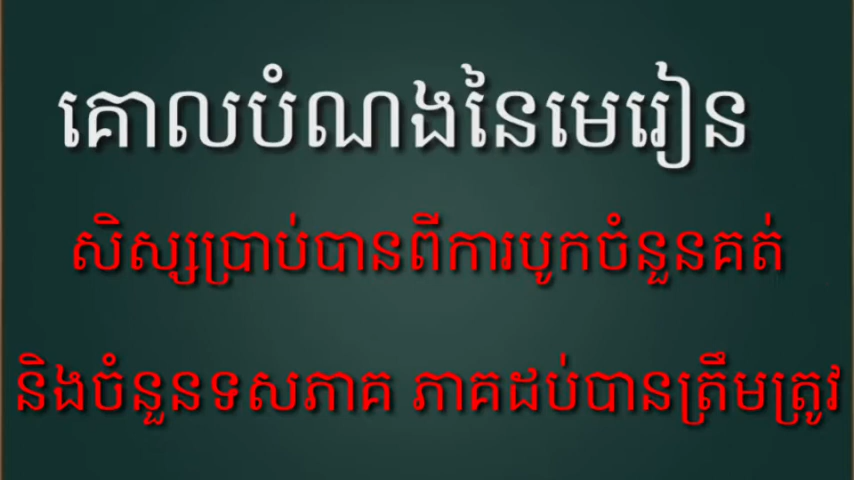 គោលបំណងនៃមេរៀន
សិស្សប្រាប់បានពីការបូកចំនួនគត់
និងចំនួនទសភាគ ភាគដប់បានត្រឹមត្រូវ